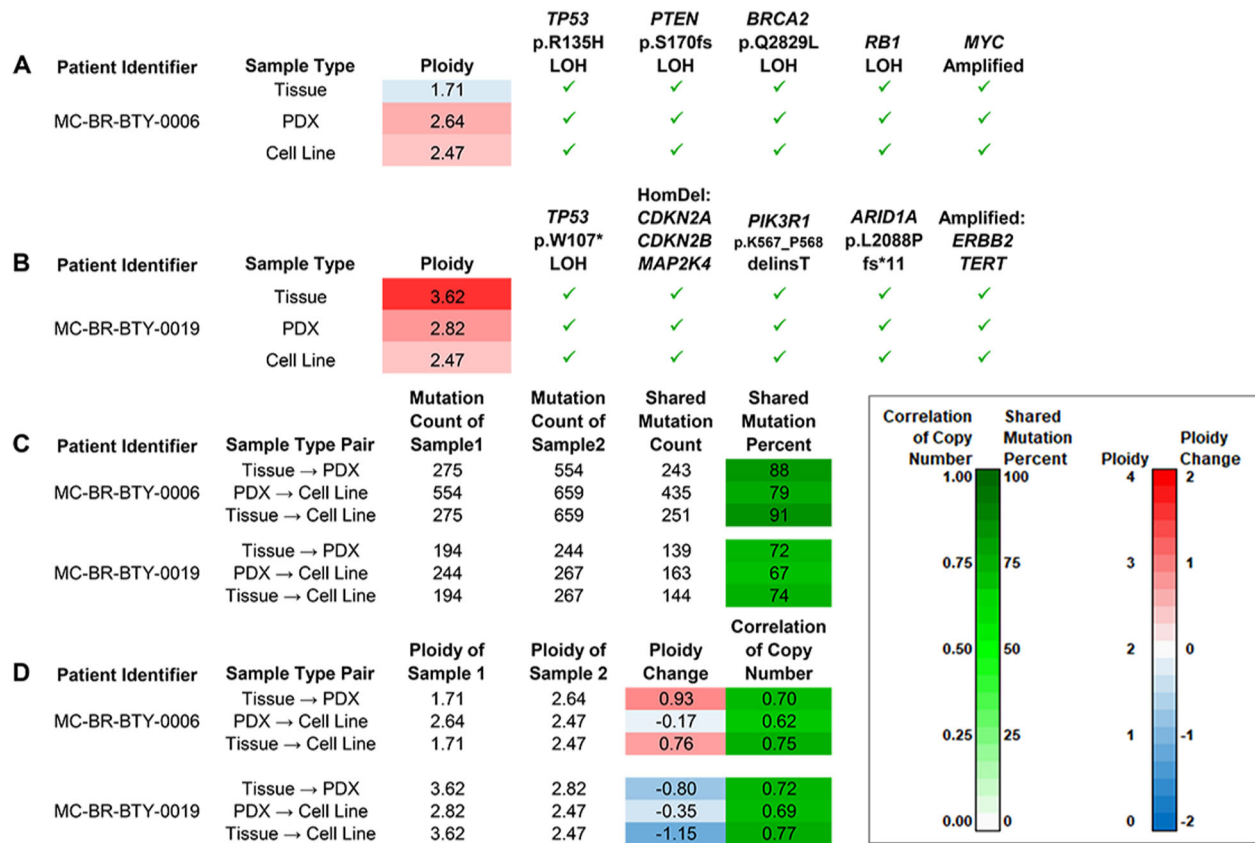 TP53 PTEN BRCA2
p.R135H p.S170fs p.Q2829L RB1 MYC
A Patient Identifier Sample Type Ploidy LOH LOH LOH LOH Amplified
Tissue 1.71 ✓ ✓ ✓ ✓ ✓
MC-BR-BTY-0006 PDX 2.64 ✓ ✓ ✓ ✓ ✓
Cell Line 2.47 ✓ ✓ ✓ ✓ ✓
HomDel:
TP53 CDKN2A PIK3R1 ARID1A Amplified:
p.W107* CDKN2B p.K567_P568 p.L2088P ERBB2
B Patient Identifier Sample Type Ploidy LOH MAP2K4 delinsT fs*11 TERT
Tissue 3.62 ✓ ✓ ✓ ✓ ✓
MC-BR-BTY-0019 PDX 2.82 ✓ ✓ ✓ ✓ ✓
Cell Line 2.47 ✓ ✓ ✓ ✓ ✓
Mutation Mutation Shared Shared
Count of Count of Mutation Mutation
C Patient Identifier Sample Type Pair Sample1 Sample2 Count Percent
Tissue → PDX 275 554 243 88
MC-BR-BTY-0006 PDX → Cell Line 554 659 435 79
Tissue → Cell Line 275 659 251 91
Tissue → PDX 194 244 139 72
MC-BR-BTY-0019 PDX → Cell Line 244 267 163 67
Tissue → Cell Line 194 267 144 74
Correlation
Ploidy of Ploidy of Ploidy of Copy
D Patient Identifier Sample Type Pair Sample 1 Sample 2 Change Number
Tissue → PDX 1.71 2.64 0.93 0.70
MC-BR-BTY-0006 PDX → Cell Line 2.64 2.47 -0.17 0.62
Tissue → Cell Line 1.71 2.47 0.76 0.75
Tissue → PDX 3.62 2.82 -0.80 0.72
MC-BR-BTY-0019 PDX → Cell Line 2.82 2.47 -0.35 0.69
Tissue → Cell Line 3.62 2.47 -1.15 0.77
Correlation Shared
of Copy Mutation Ploidy
Number Percent Ploidy Change
1.00 100 4 2
0.75 75 3 1
0.50 50 2 0
0.25 25 1 -1
0.00 0 0 -2